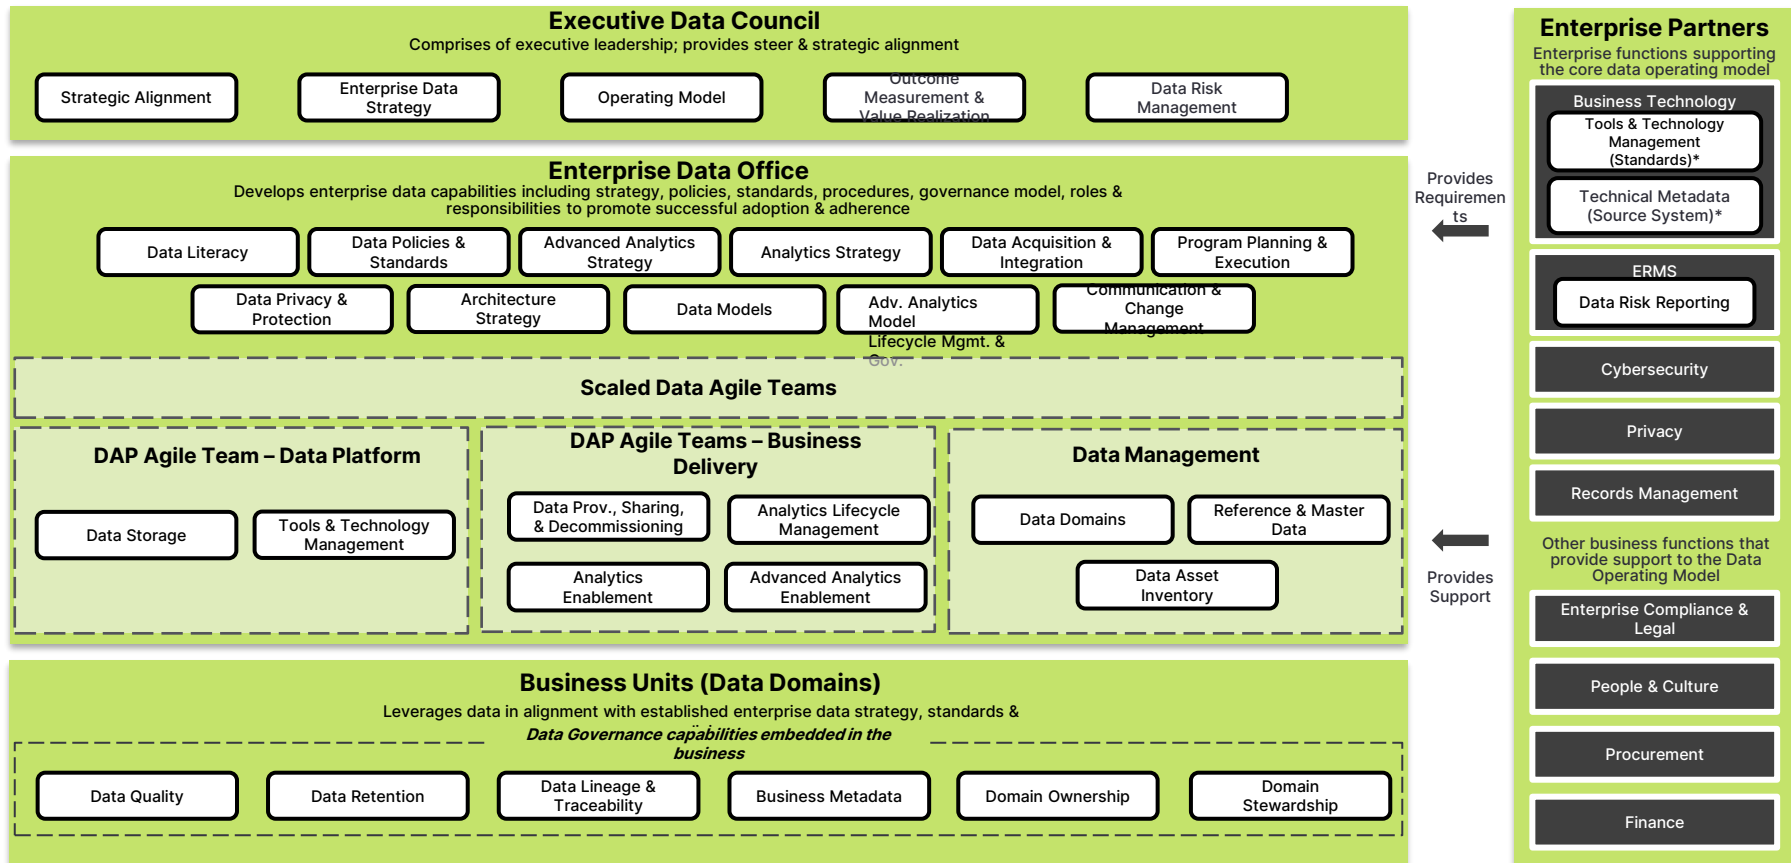 Executive Data Council
Comprises of executive leadership; provides steer & strategic alignment
Strategic Alignment
Enterprise Data
Strategy
Operating Model
Outcome
Measurement &
Value Realization
Data Risk
Management
Enterprise Data Office
Develops enterprise data capabilities including strategy, policies, standards, procedures, governance model, roles &
responsibilities to promote successful adoption & adherence
Data Literacy
Data Policies &
Standards
Advanced Analytics
Strategy
Analytics Strategy
Data Acquisition &
Integration
Program Planning &
Execution
Data Privacy &
Protection
Architecture
Strategy
Data Models
Adv. Analytics
Model
Lifecycle Mgmt. &
Gov.
Communication &
Change
Management
Scaled Data Agile Teams
DAP Agile Team – Data Platform
Data Storage
Tools & Technology
Management
DAP Agile Teams – Business
Delivery
Data Prov., Sharing,
& Decommissioning
Analytics Lifecycle
Management
Analytics
Enablement
Advanced Analytics
Enablement
Data Management
Data Domains
Reference & Master
Data
Data Asset
Inventory
Business Units (Data Domains)
Leverages data in alignment with established enterprise data strategy, standards &
Data Governance capabilities embedded in the
business
Data Quality
Data Retention
Data Lineage &
Traceability
Business Metadata
Domain Ownership
Domain
Stewardship
Provides
Requiremen
ts
Provides
Support
Enterprise Partners
Enterprise functions supporting
the core data operating model
Business Technology
Tools & Technology
Management
(Standards)*
Technical Metadata
(Source System)*
ERMS
Data Risk Reporting
Cybersecurity
Privacy
Records Management
Other business functions that
provide support to the Data
Operating Model
Enterprise Compliance &
Legal
People & Culture
Procurement
Finance